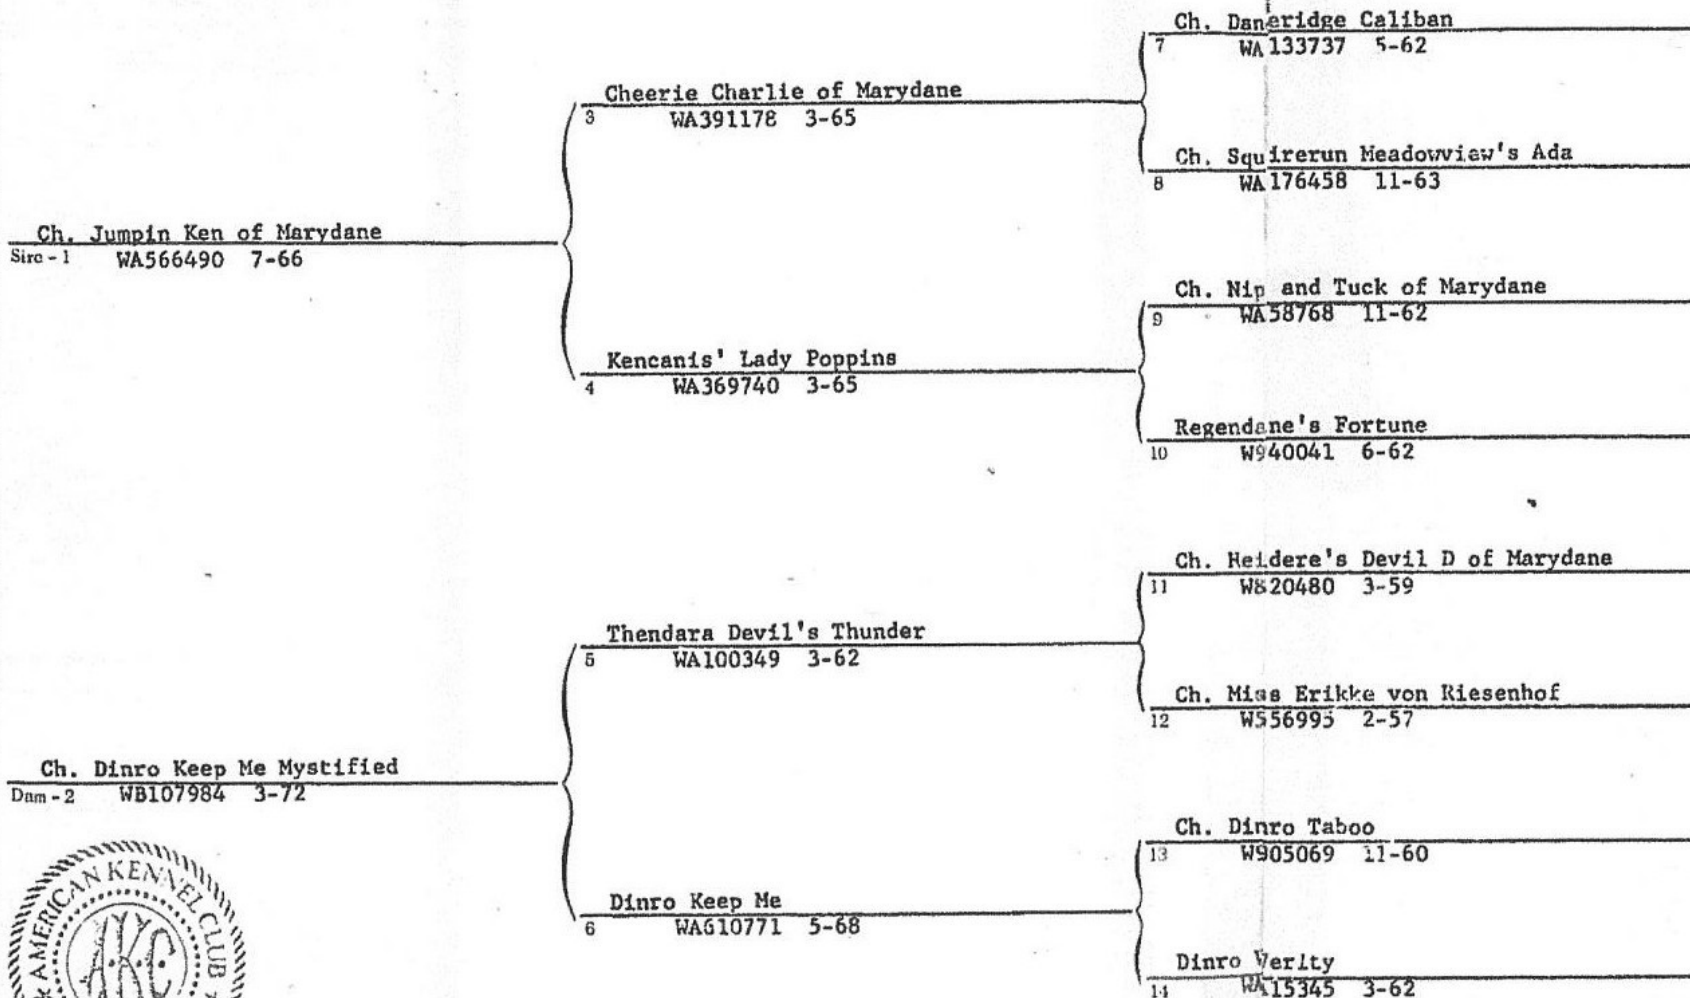 Ch. Jumpin Ken of Marydane
Sire - 1 WA566490 7-66
Ch. Dinro Keep Me Mystified
Dam - 2 WB107984 3-72
AMERICAN KENNEL CLUB
A.K.C.
Cheerie Charlie of Marydane
3 WA391178 3-65
Kencanis' Lady Poppins
4 WA369740 3-65
Thendara Devil's Thunder
5 WA100349 3-62
Dinro Keep Me
6 WA610771 5-68
Ch. Daneridge Caliban
7 WA133737 5-62
Ch. Squirerun Meadowview's Ada
8 WA176458 11-63
Ch. Nip and Tuck of Marydane
9 WA58768 11-62
Regendane's Fortune
10 W940041 6-62
Ch. Heidere's Devil D of Marydane
11 W820480 3-59
Ch. Miss Erikke von Riesenhof
12 W556995 2-57
Ch. Dinro Taboo
13 W905069 11-60
Dinro Verity
14 WA15345 3-62